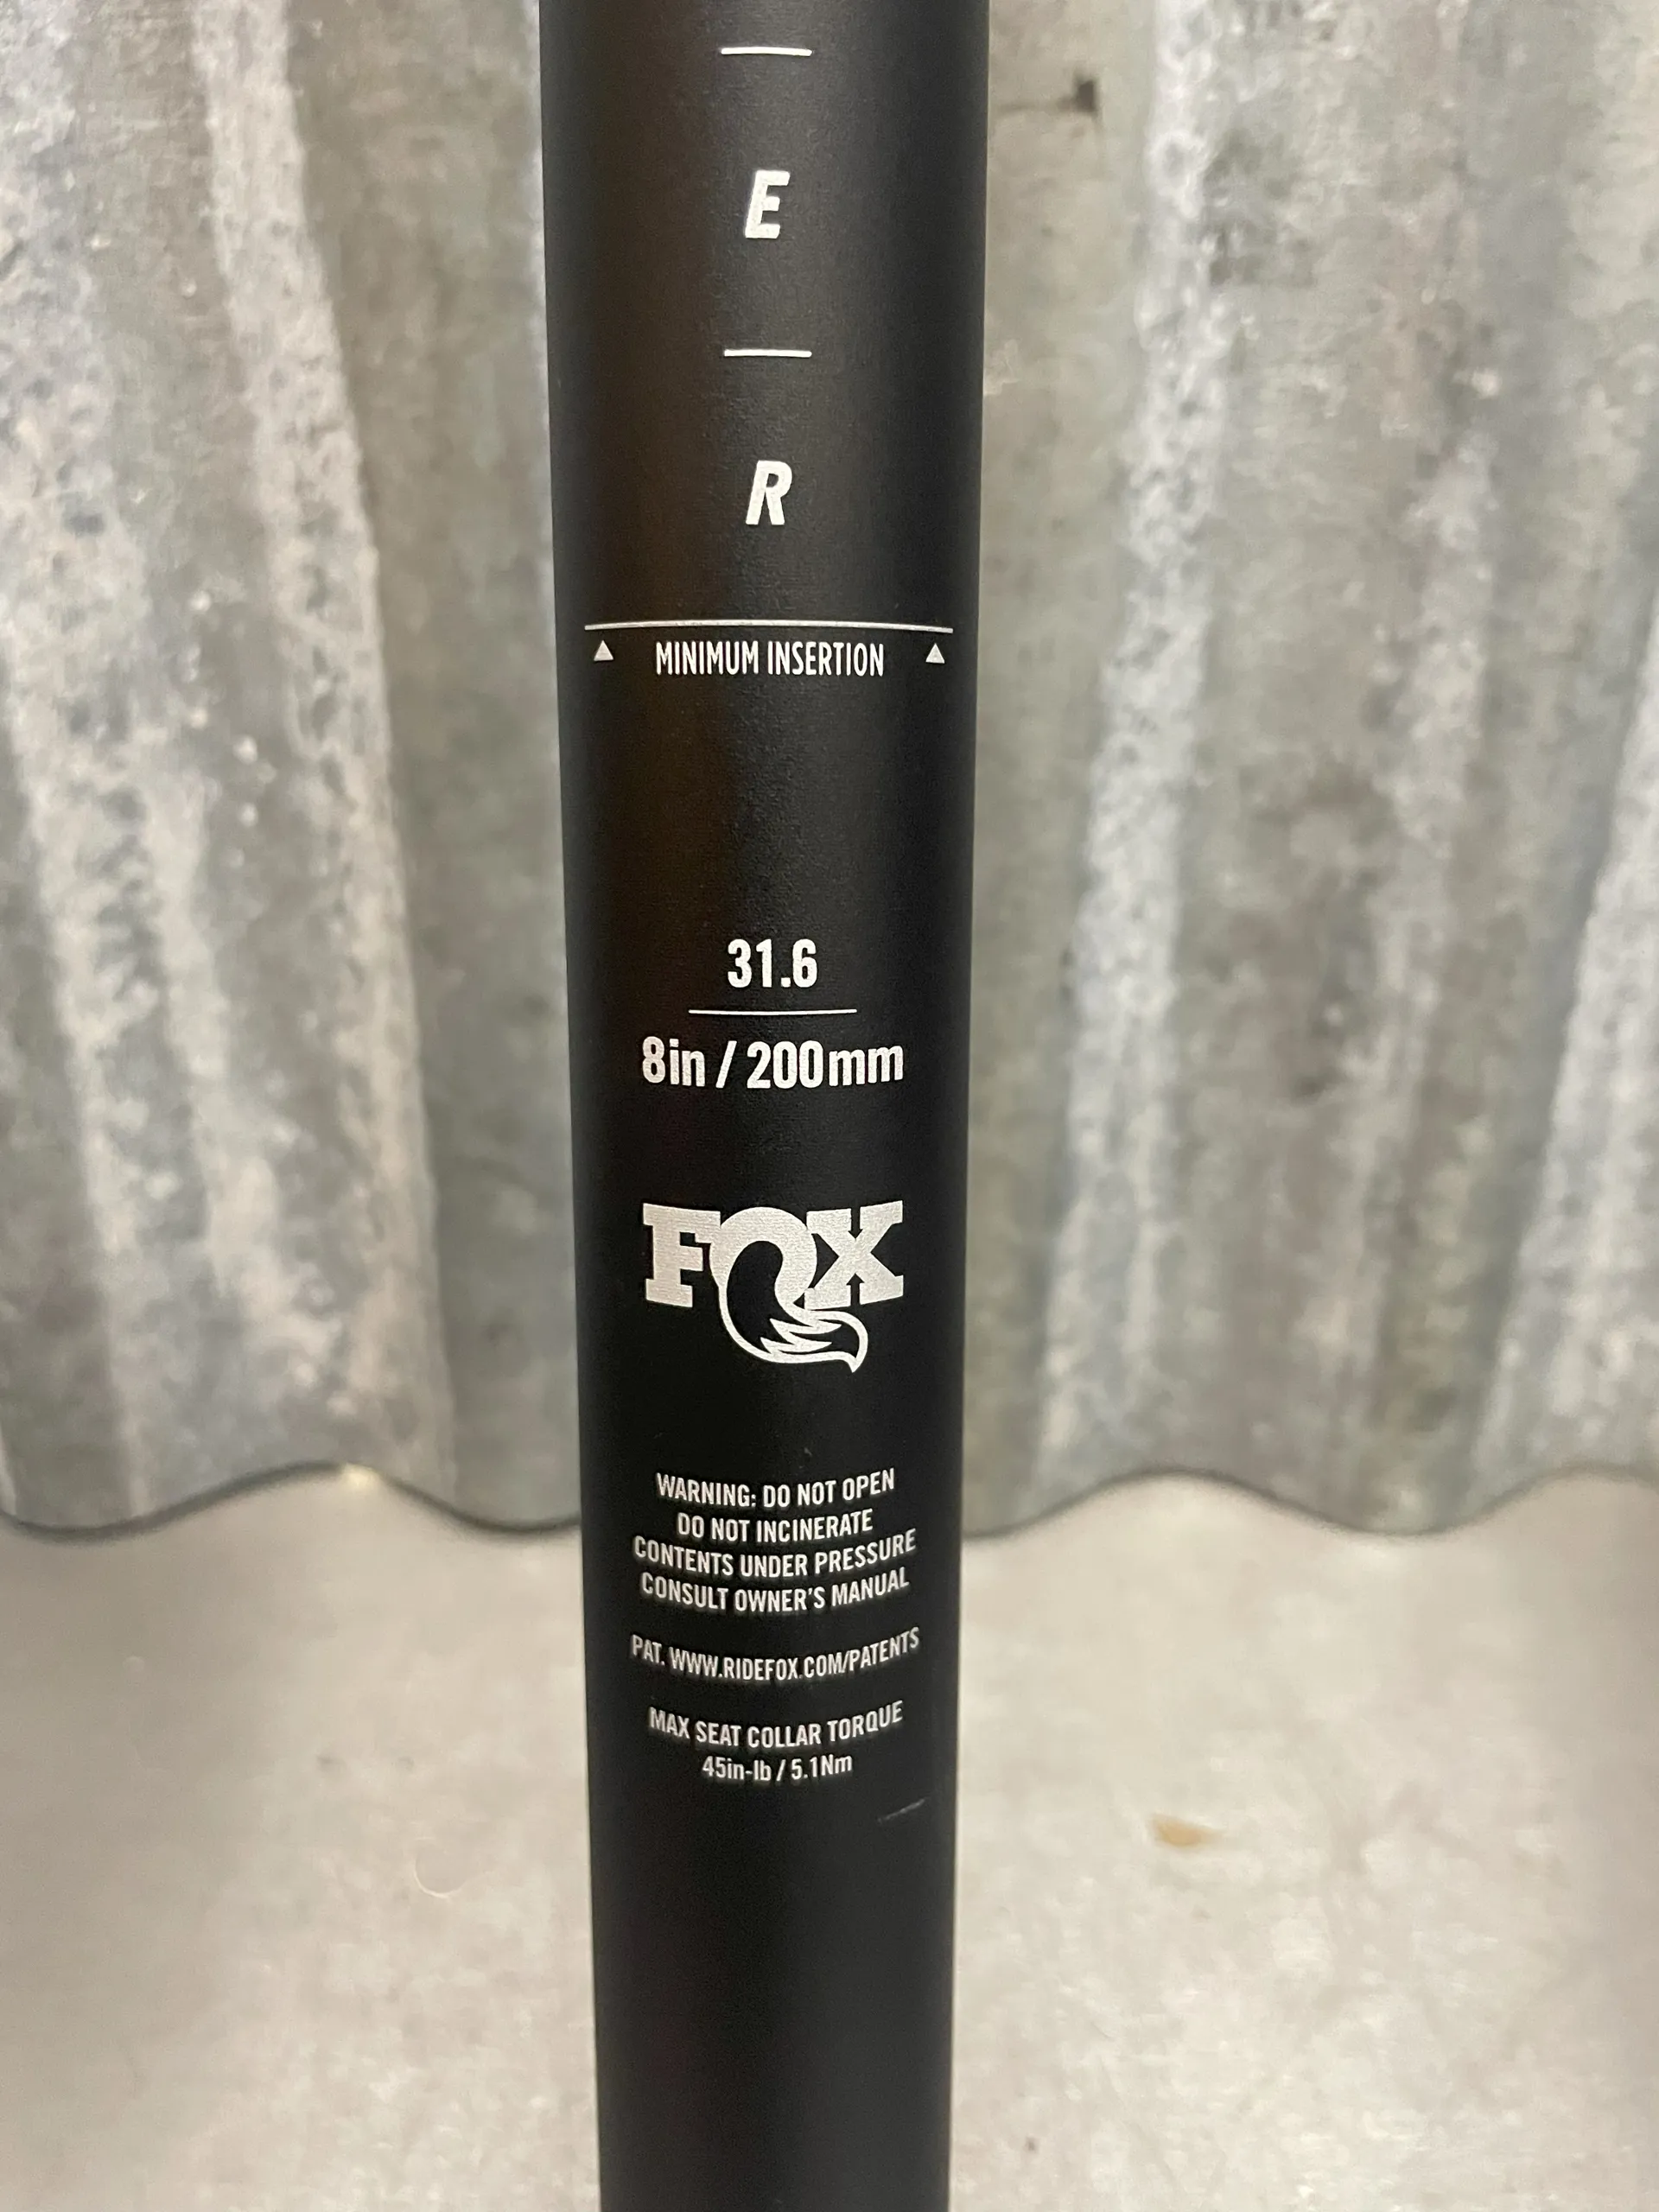 E
R
MINIMUM INSERTION
31.6
8in / 200mm
FOX
WARNING: DO NOT OPEN
DO NOT INCINERATE
CONTENTS UNDER PRESSURE
CONSULT OWNER'S MANUAL
PAT. WWW.RIDEFOX.COM/PATENTS
MAX SEAT COLLAR TORQUE
45in-lb / 5.1Nm